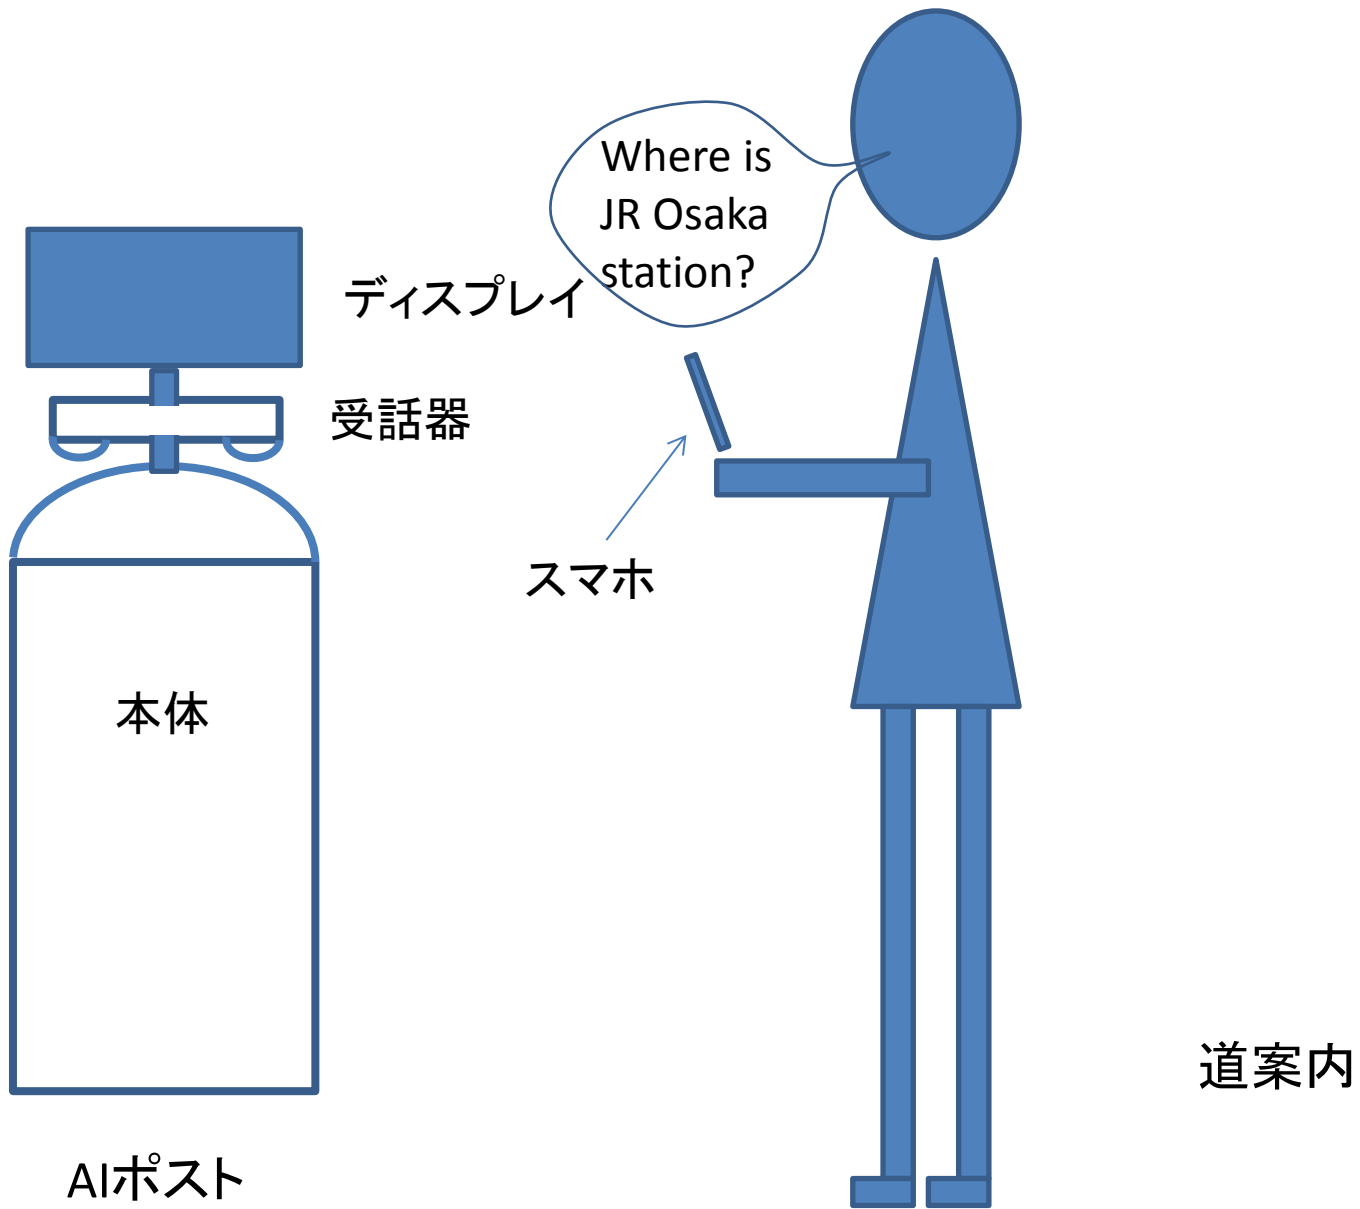 Where is
JR Osaka
station?
ディスプレイ
受話器
スマホ
本体
道案内
AIポスト